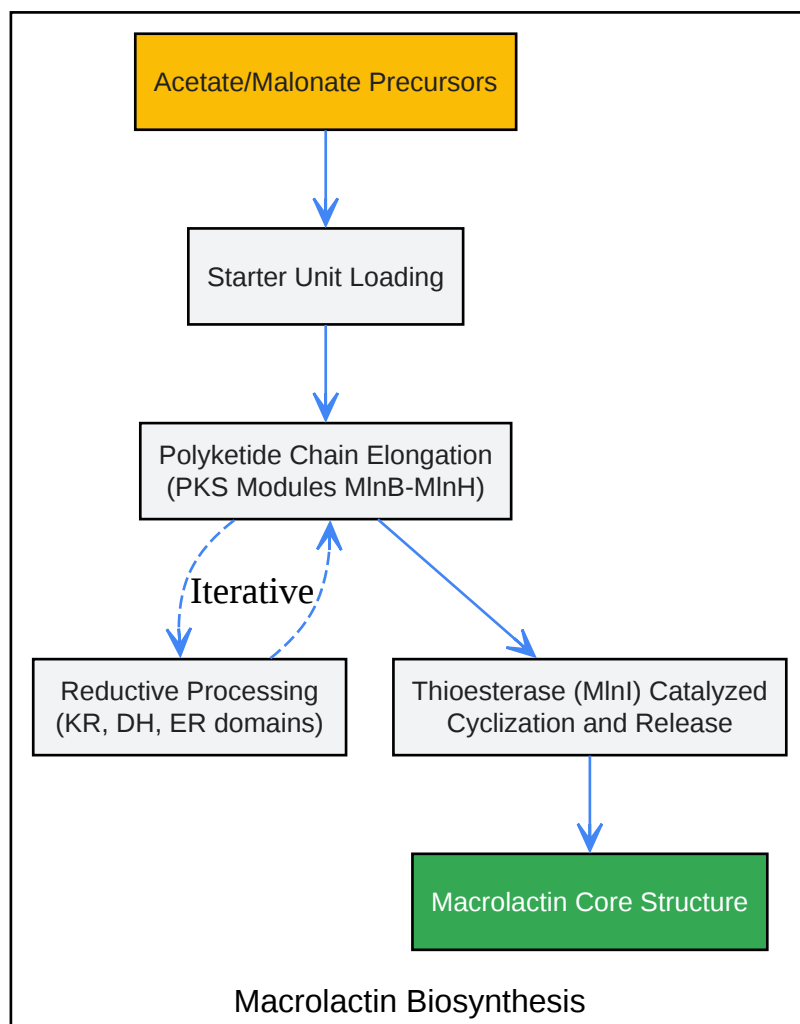 Acetate/Malonate Precursors
Starter Unit Loading
Polyketide Chain Elongation
(PKS Modules MlnB-MlnH)
Iterative
Reductive Processing
(KR, DH, ER domains)
Thioesterase (MlnI) Catalyzed
Cyclization and Release
Macrolactin Core Structure
Macrolactin Biosynthesis